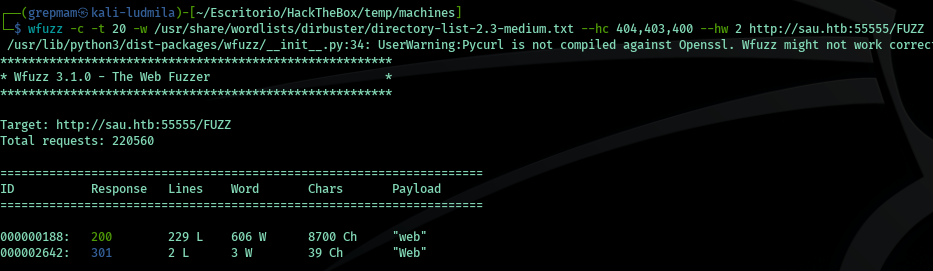 (grepmam㉿kali-ludmila)-[~/Escritorio/HackTheBox/temp/machines]
$ wfuzz -c -t 20 -w /usr/share/wordlists/dirbuster/directory-list-2.3-medium.txt --hc 404,403,400 --hw 2 http://sau.htb:55555/FUZZ
/usr/lib/python3/dist-packages/wfuzz/__init__.py:34: UserWarning:Pycurl is not compiled against Openssl. Wfuzz might not work correc
********************************************************
* Wfuzz 3.1.0 - The Web Fuzzer *
********************************************************
Target: http://sau.htb:55555/FUZZ
Total requests: 220560
=====================================================================
ID Response Lines Word Chars Payload
=====================================================================
000000188: 200 229 L 606 W 8700 Ch "web"
000002642: 301 2 L 3 W 39 Ch "Web"